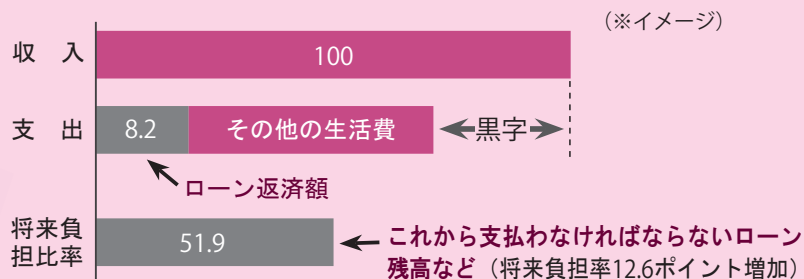 (※イメージ)
収 入
100
支 出
8.2
その他の生活費
黒字
ローン返済額
将来負
担比率
51.9
これから支払わなければならないローン
残高など（将来負担率12.6ポイント増加）